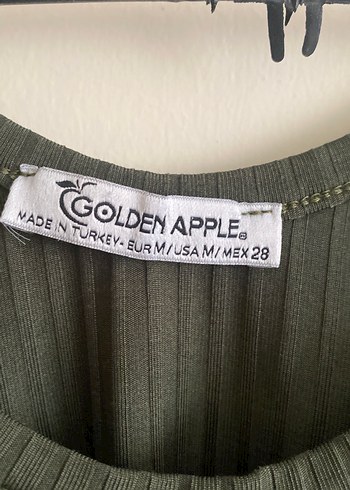 GOLDEN APPLE®
MADE IN TURKEY - EUR M / USA M / MEX 28